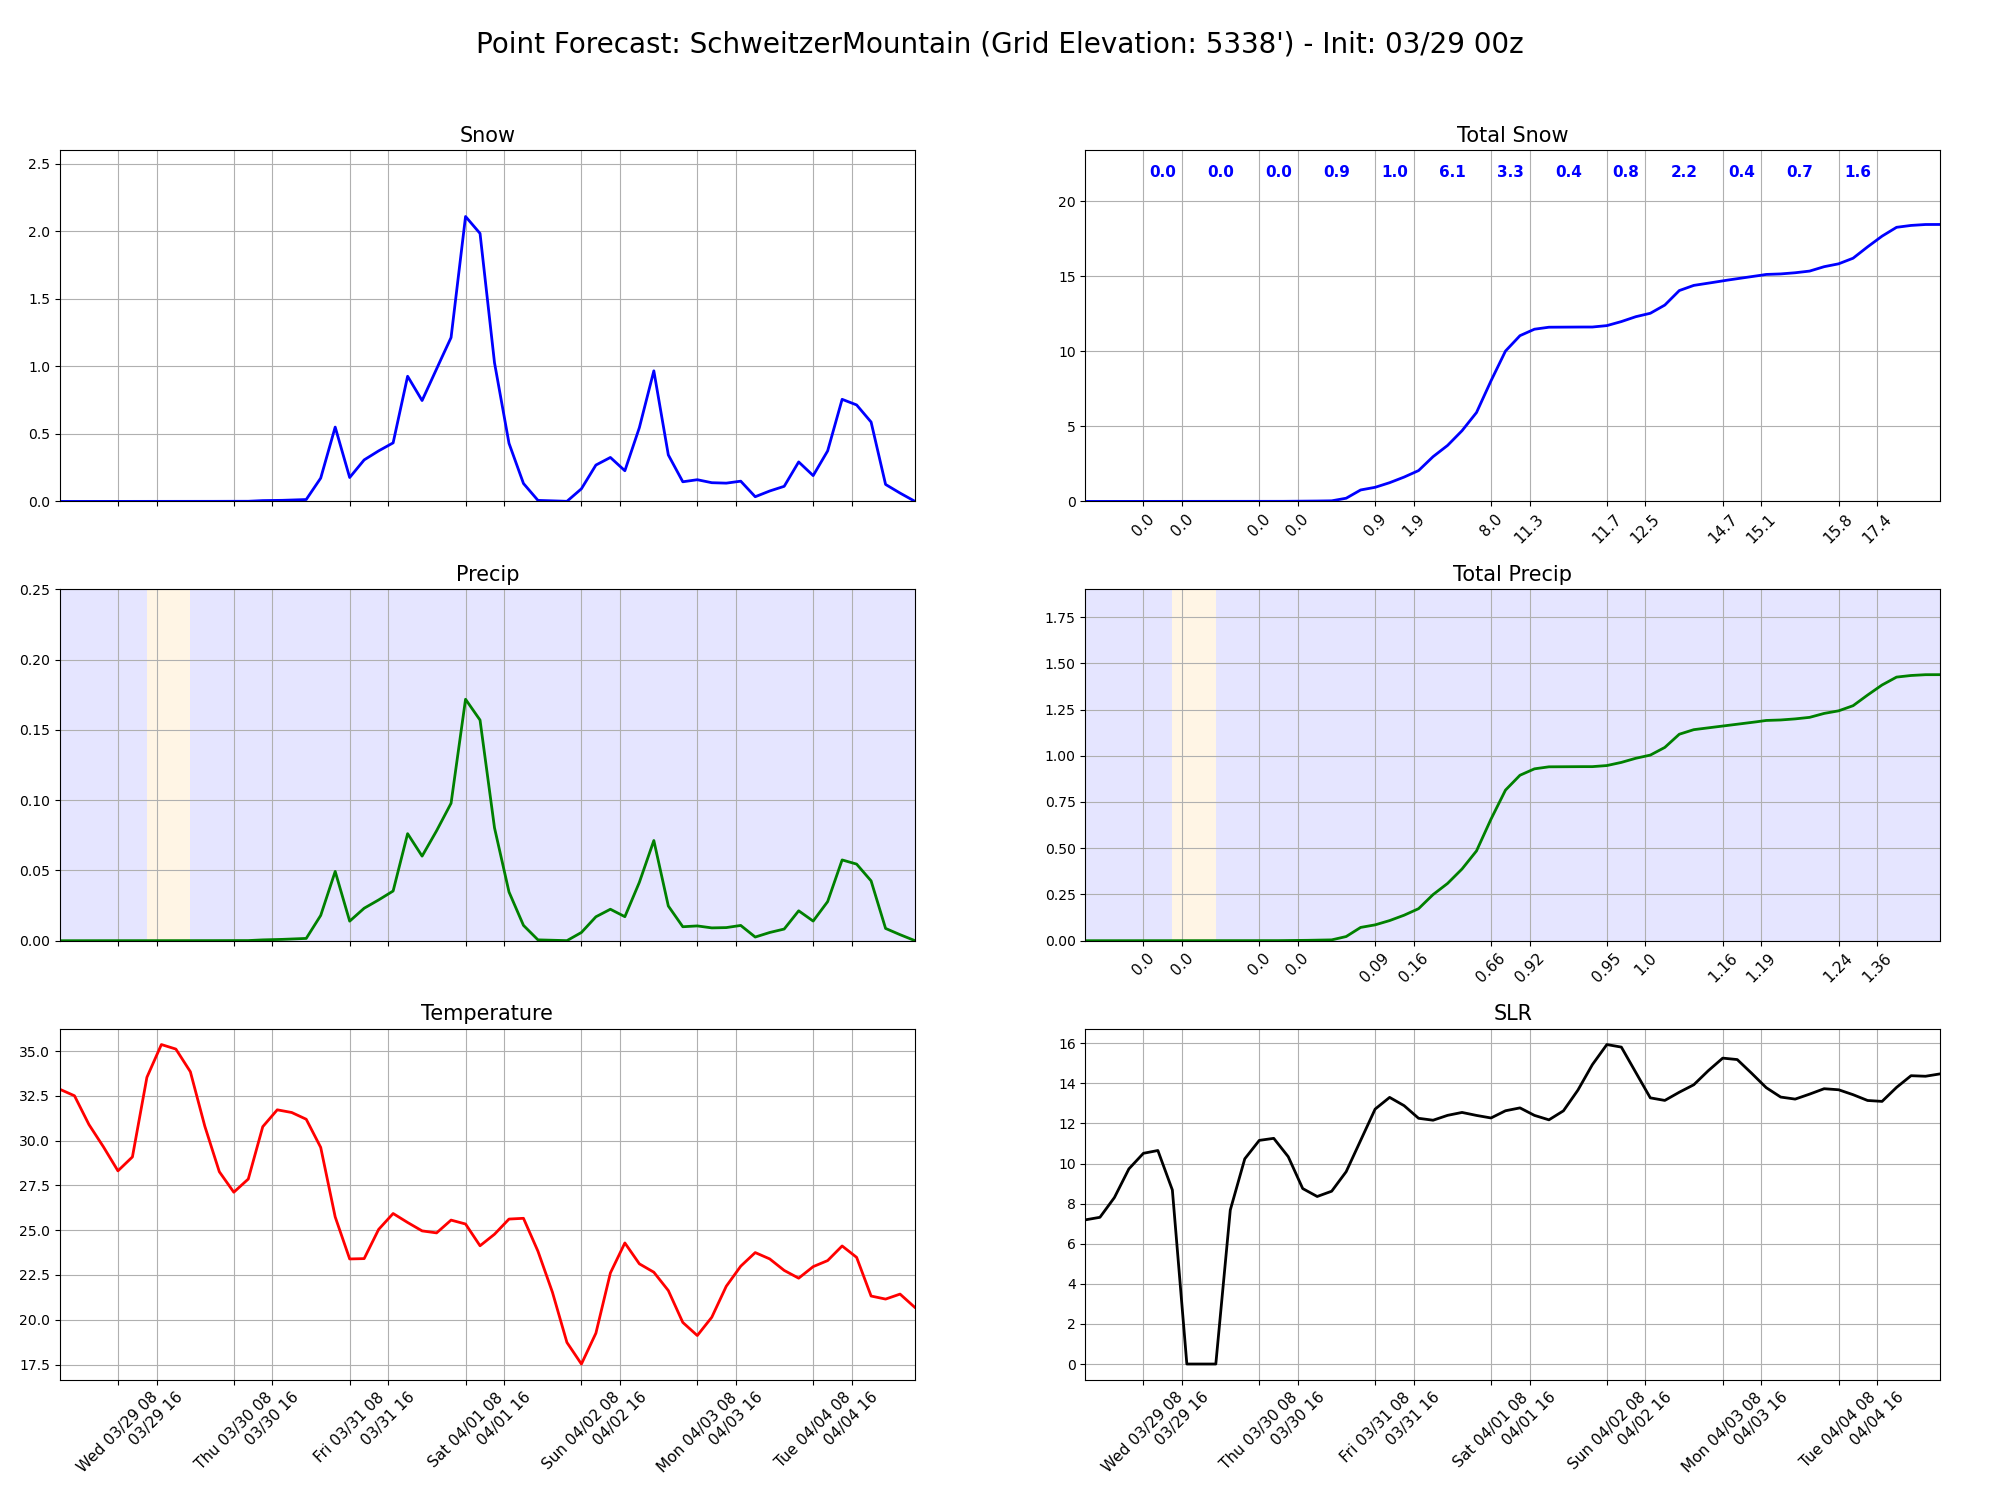 Point Forecast: SchweitzerMountain (Grid Elevation: 5338') - Init: 03/29 00z
Snow
2.5
2.0
1.5
1.0
0.5
0.0
Total Snow
0.0 0.0 0.0 0.9 1.0 6.1 3.3 0.4 0.8 2.2 0.4 0.7 1.6
20
15
10
5
0
0.0 0.0 0.0 0.0 0.9 1.9 8.0 11.3 11.7 12.5 14.7 15.1 15.8 17.4
Precip
0.25
0.20
0.15
0.10
0.05
0.00
Total Precip
1.75
1.50
1.25
1.00
0.75
0.50
0.25
0.00
0.0 0.0 0.0 0.0 0.09 0.16 0.66 0.92 0.95 1.0 1.16 1.19 1.24 1.36
Temperature
35.0
32.5
30.0
27.5
25.0
22.5
20.0
17.5
Wed 03/29 08
03/29 16
Thu 03/30 08
03/30 16
Fri 03/31 08
03/31 16
Sat 04/01 08
04/01 16
Sun 04/02 08
04/02 16
Mon 04/03 08
04/03 16
Tue 04/04 08
04/04 16
SLR
16
14
12
10
8
6
4
2
0
Wed 03/29 08
03/29 16
Thu 03/30 08
03/30 16
Fri 03/31 08
03/31 16
Sat 04/01 08
04/01 16
Sun 04/02 08
04/02 16
Mon 04/03 08
04/03 16
Tue 04/04 08
04/04 16